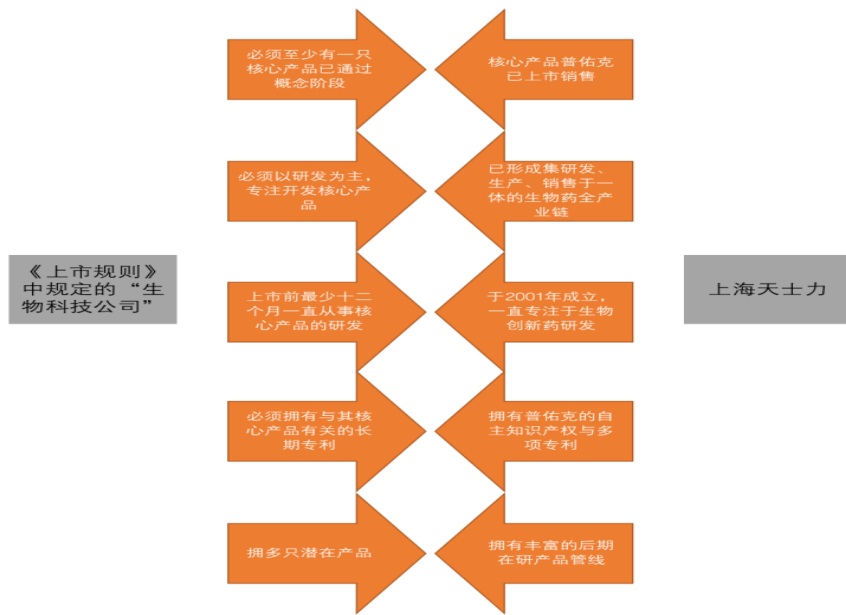 《上市规则》
中规定的“生
物科技公司”
必须至少有一只
核心产品已通过
概念阶段
核心产品普佑克
已上市销售
必须以研发为主，
专注开发核心产
品
已形成集研发、
生产、销售于一
体的生物药全产
业链
上市前最少十二
个月一直从事核
心产品的研发
于2001年成立，
一直专注于生物
创新药研发
必须拥有与其核
心产品有关的长
期专利
拥有普佑克的自
主知识产权与多
项专利
拥多只潜在产品
拥有丰富的后期
在研产品管线
上海天士力